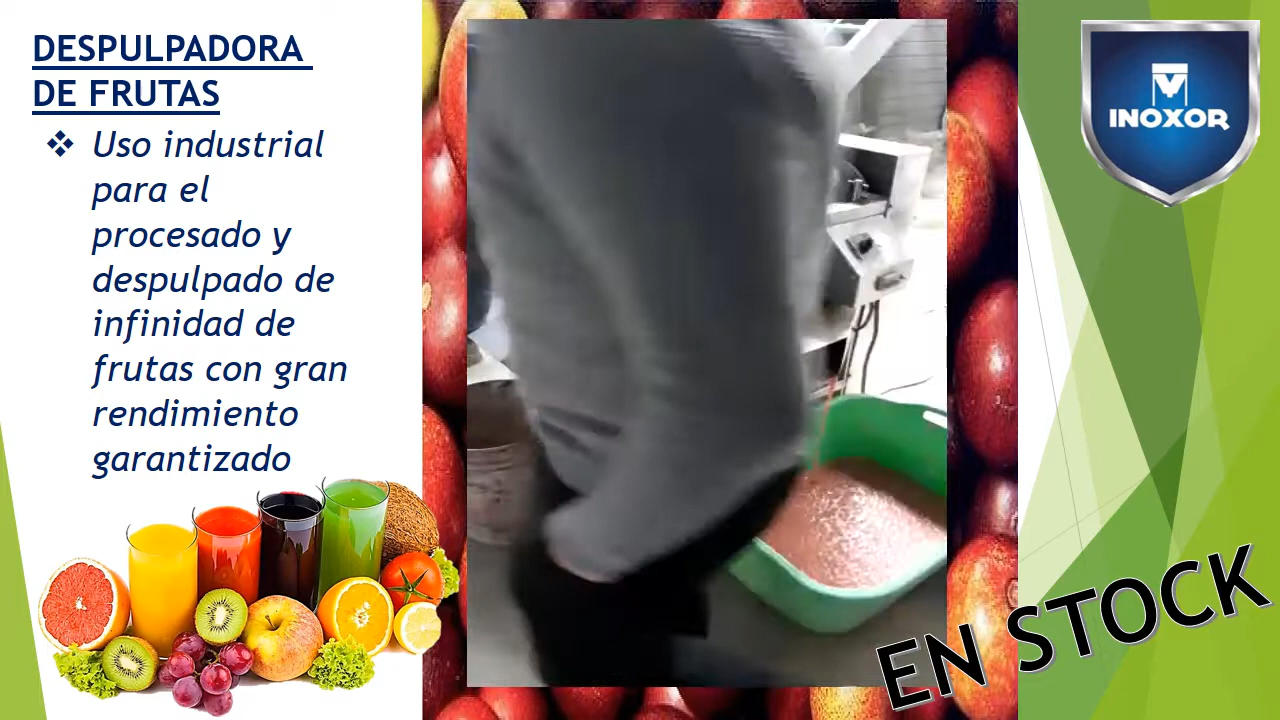 DESPULPADORA
DE FRUTAS
❖ Uso industrial
para el
procesado y
despulpado de
infinidad de
frutas con gran
rendimiento
garantizado
INOXOR
EN STOCK